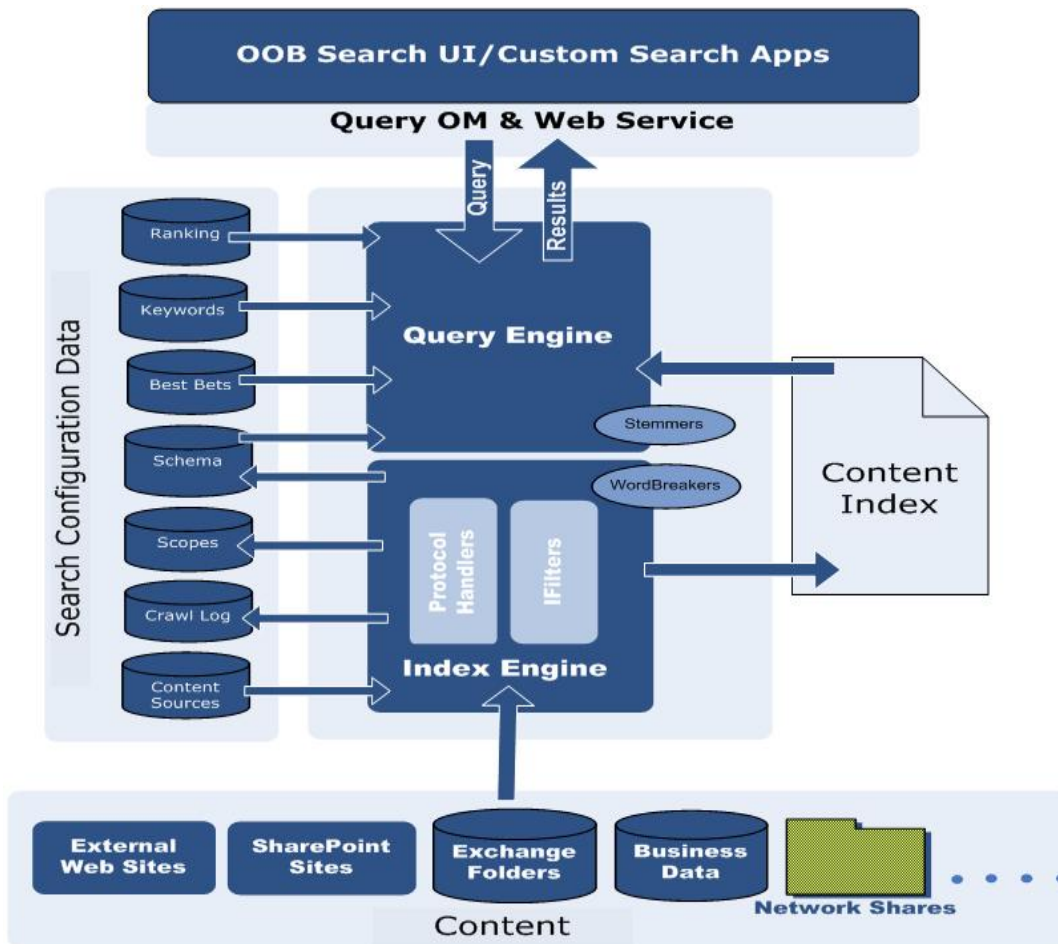 OOB Search UI/Custom Search Apps
Query OM & Web Service
Query
Results
Search Configuration Data
Ranking
Keywords
Best Bets
Schema
Scopes
Crawl Log
Content
Sources
Query Engine
Stemmers
WordBreakers
Protocol
Handlers
IFilters
Index Engine
Content
Index
External
Web Sites
SharePoint
Sites
Exchange
Folders
Business
Data
Network Shares
Content